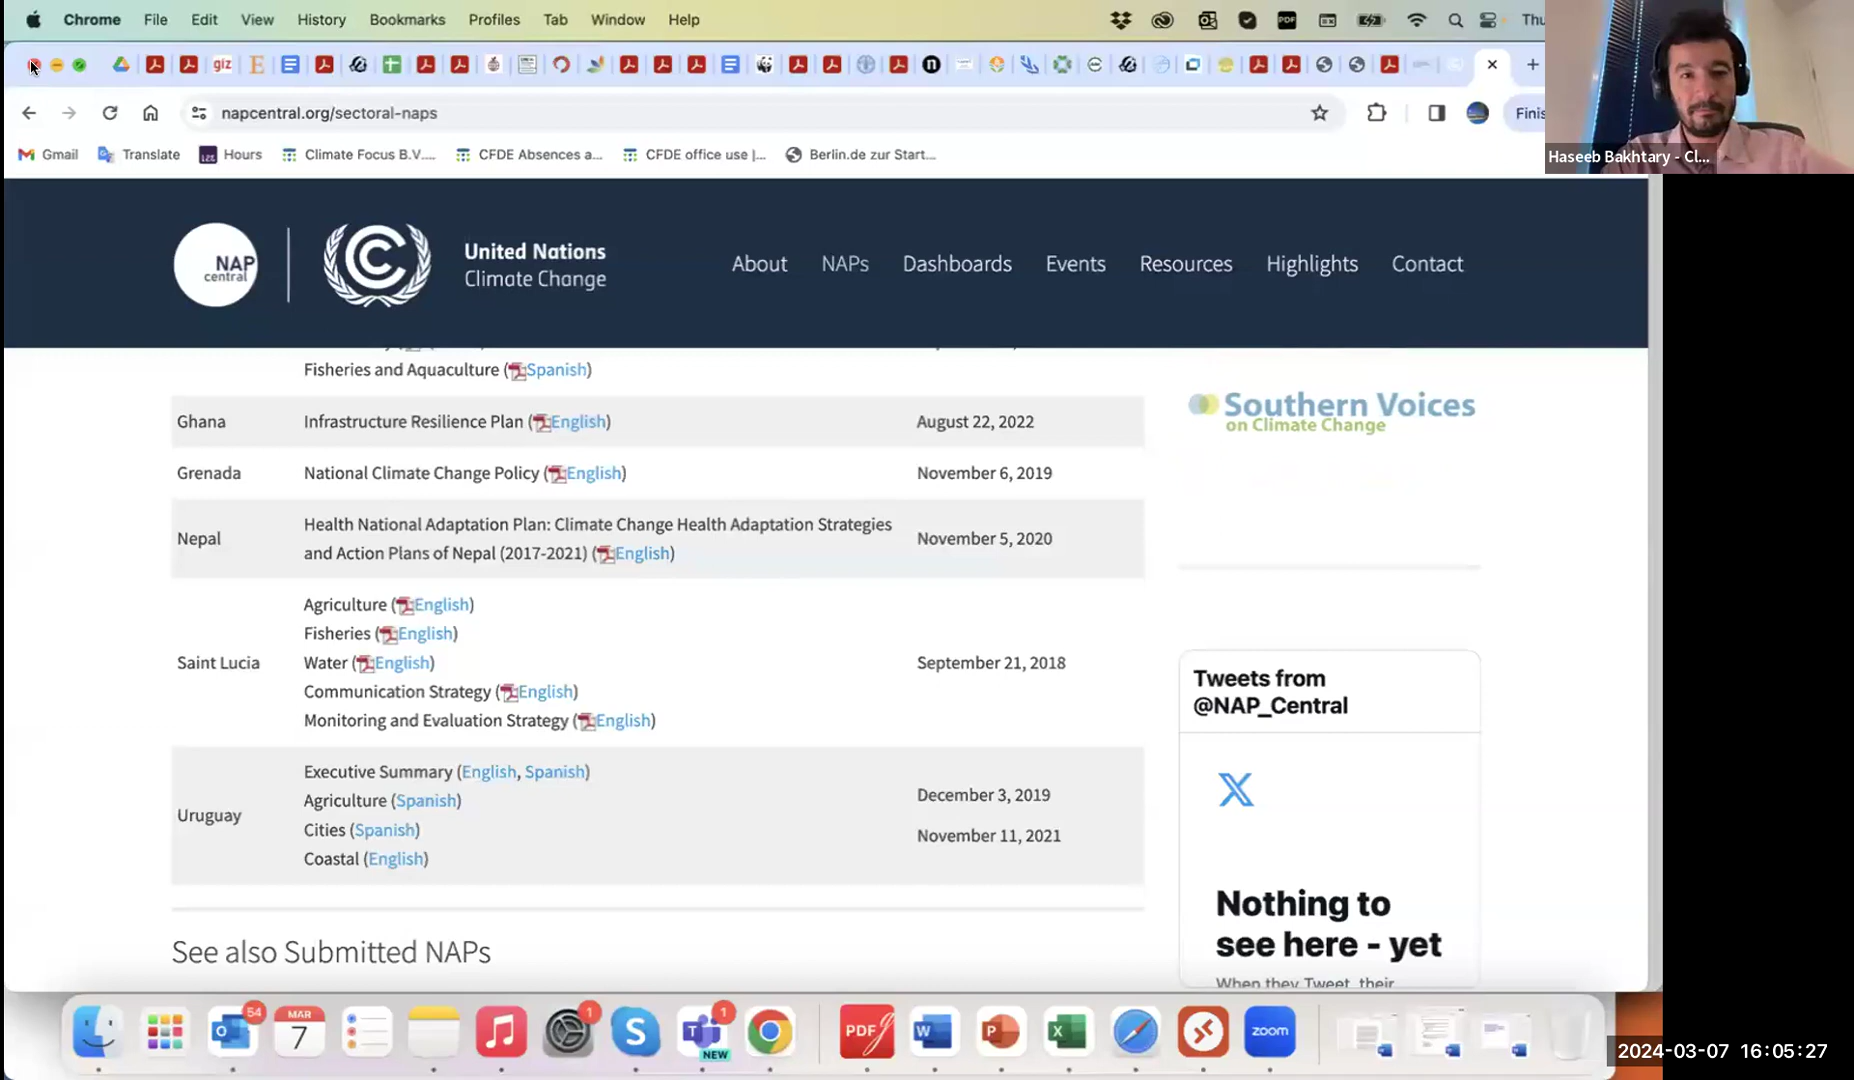 Chrome File Edit View History Bookmarks Profiles Tab Window Help
PDF
Thu
giz
napcentral.org/sectoral-naps
Finis
Gmail Translate Hours Climate Focus B.V.... CFDE Absences a... CFDE office use |... Berlin.de zur Start...
Haseeb Bakhtary - Cl...
NAP
central
United Nations
Climate Change
About NAPs Dashboards Events Resources Highlights Contact
Fisheries and Aquaculture (Spanish)
Ghana Infrastructure Resilience Plan (English) August 22, 2022
Grenada National Climate Change Policy (English) November 6, 2019
Nepal Health National Adaptation Plan: Climate Change Health Adaptation Strategies
and Action Plans of Nepal (2017-2021) (English) November 5, 2020
Saint Lucia
Agriculture (English)
Fisheries (English)
Water (English)
Communication Strategy (English)
Monitoring and Evaluation Strategy (English)
September 21, 2018
Uruguay
Executive Summary (English, Spanish)
Agriculture (Spanish)
Cities (Spanish)
Coastal (English)
December 3, 2019
November 11, 2021
See also Submitted NAPs
Southern Voices
on Climate Change
Tweets from
@NAP_Central
Nothing to
see here - yet
When they Tweet, their
54
MAR
7
1
1
NEW
PDF
zoom
2024-03-07 16:05:27